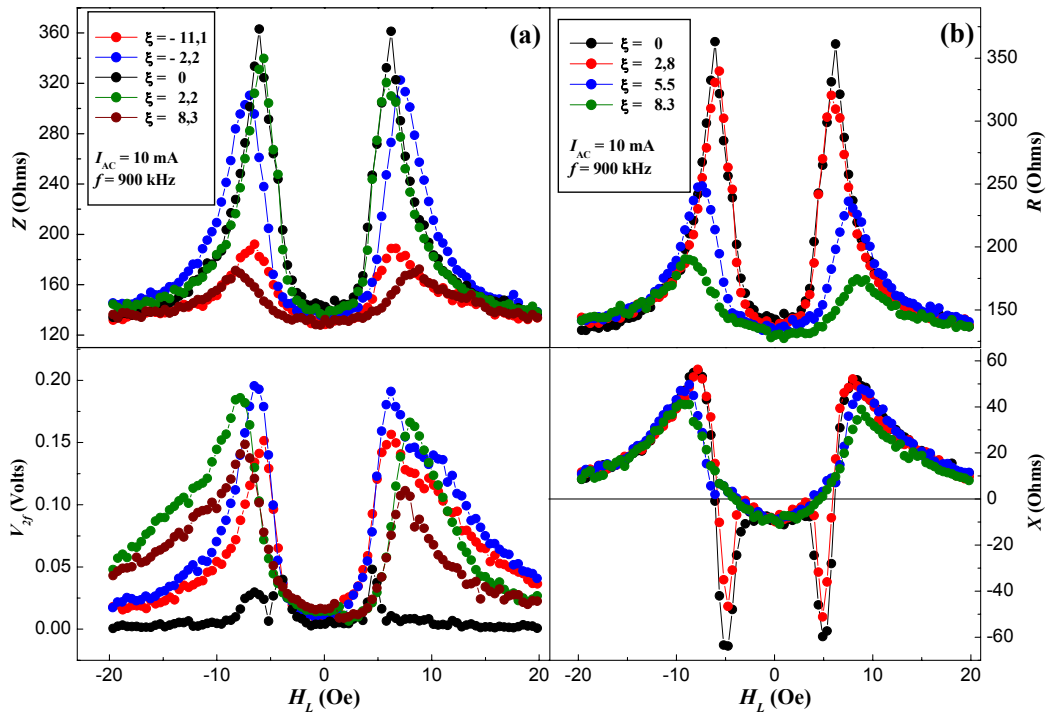 360
320
280
240
200
160
120
Z (Ohms)
ξ = - 11,1
ξ = - 2,2
ξ = 0
ξ = 2,2
ξ = 8,3
I_AC = 10 mA
f = 900 kHz
(a)
0.20
0.15
0.10
0.05
0.00
V_2f (Volts)
-20 -10 0 10 20
H_L (Oe)
(b)
ξ = 0
ξ = 2,8
ξ = 5.5
ξ = 8.3
I_AC = 10 mA
f = 900 kHz
350
300
250
200
150
R (Ohms)
60
40
20
0
-20
-40
-60
X (Ohms)
-20 -10 0 10 20
H_L (Oe)